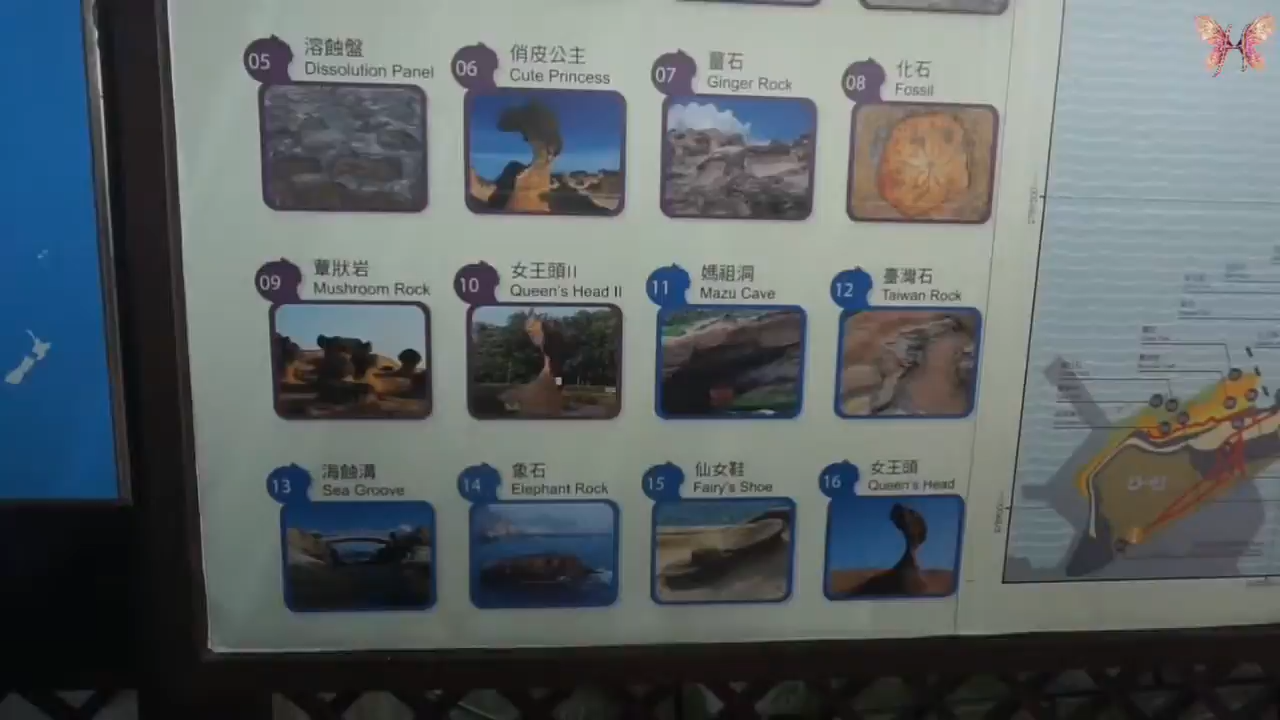 05
溶蝕盤
Dissolution Panel
06
俏皮公主
Cute Princess
07
薑石
Ginger Rock
08
化石
Fossil
09
蕈狀岩
Mushroom Rock
10
女王頭II
Queen's Head II
11
媽祖洞
Mazu Cave
12
臺灣石
Taiwan Rock
13
海蝕溝
Sea Groove
14
象石
Elephant Rock
15
仙女鞋
Fairy's Shoe
16
女王頭
Queen's Head